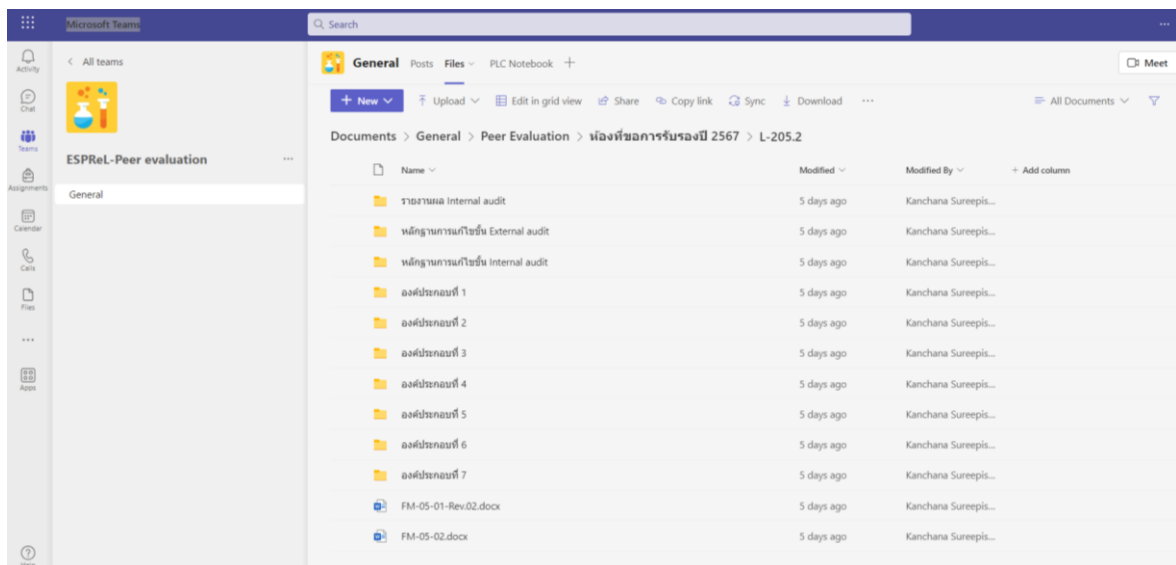 Microsoft Teams
Search
Activity
Chat
Teams
Assignments
Calendar
Calls
Files
Apps
All teams
ESPReL-Peer evaluation
General
General Posts Files PLC Notebook
Meet
New Upload Edit in grid view Share Copy link Sync Download All Documents
Documents > General > Peer Evaluation > ห้องที่ขอการรับรองปี 2567 > L-205.2
Name Modified Modified By + Add column
รายงานผล Internal audit 5 days ago Kanchana Sureepis...
หลักฐานการแก้ไขขั้น External audit 5 days ago Kanchana Sureepis...
หลักฐานการแก้ไขขั้น Internal audit 5 days ago Kanchana Sureepis...
องค์ประกอบที่ 1 5 days ago Kanchana Sureepis...
องค์ประกอบที่ 2 5 days ago Kanchana Sureepis...
องค์ประกอบที่ 3 5 days ago Kanchana Sureepis...
องค์ประกอบที่ 4 5 days ago Kanchana Sureepis...
องค์ประกอบที่ 5 5 days ago Kanchana Sureepis...
องค์ประกอบที่ 6 5 days ago Kanchana Sureepis...
องค์ประกอบที่ 7 5 days ago Kanchana Sureepis...
FM-05-01-Rev.02.docx 5 days ago Kanchana Sureepis...
FM-05-02.docx 5 days ago Kanchana Sureepis...